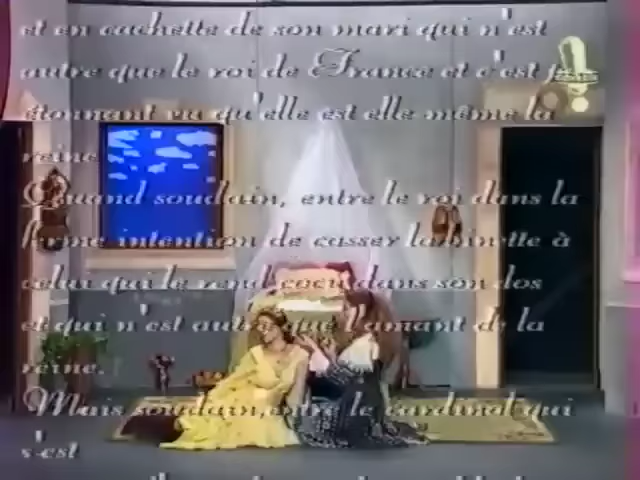 et en cachette de son mari qui n'est
autre que le roi de France et c'est
étonnant vu qu'elle est elle même la
reine.
Quand soudain, entre le roi dans la
ferme intention de casser la binette à
celui qui le rend cocu dans son dos
et qui n'est autre que l'amant de la
reine.
Mais soudain, entre le cardinal qui
s'est